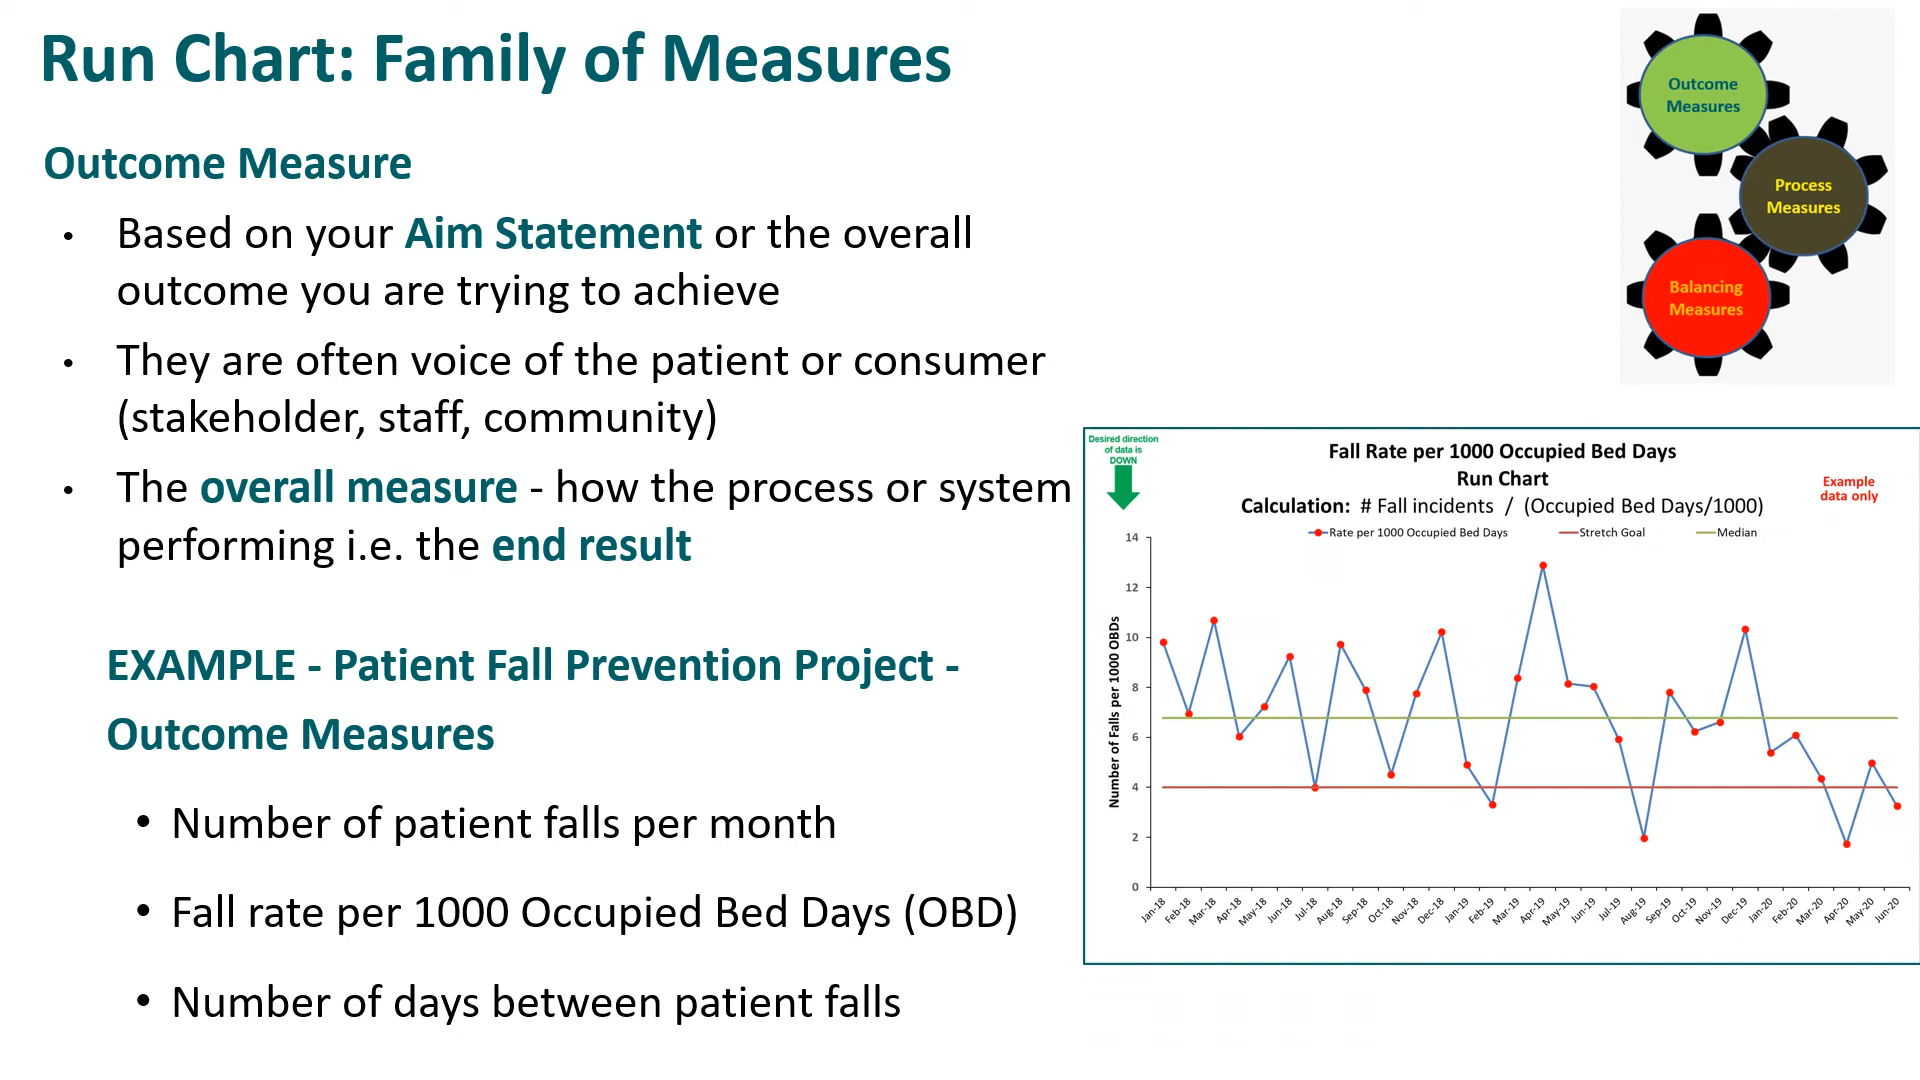 Run Chart: Family of Measures
Outcome
Measures
Process
Measures
Balancing
Measures
Outcome Measure
• Based on your Aim Statement or the overall
outcome you are trying to achieve
• They are often voice of the patient or consumer
(stakeholder, staff, community)
• The overall measure - how the process or system
performing i.e. the end result
EXAMPLE - Patient Fall Prevention Project -
Outcome Measures
• Number of patient falls per month
• Fall rate per 1000 Occupied Bed Days (OBD)
• Number of days between patient falls
Desired direction
of data is
DOWN
Fall Rate per 1000 Occupied Bed Days
Run Chart
Calculation: # Fall incidents / (Occupied Bed Days/1000)
Example
data only
Rate per 1000 Occupied Bed Days
Stretch Goal
Median
Number of Falls per 1000 OBDs
14
12
10
8
6
4
2
0
Jan-18
Feb-18
Mar-18
Apr-18
May-18
Jun-18
Jul-18
Aug-18
Sep-18
Oct-18
Nov-18
Dec-18
Jan-19
Feb-19
Mar-19
Apr-19
May-19
Jun-19
Jul-19
Aug-19
Sep-19
Oct-19
Nov-19
Dec-19
Jan-20
Feb-20
Mar-20
Apr-20
May-20
Jun-20